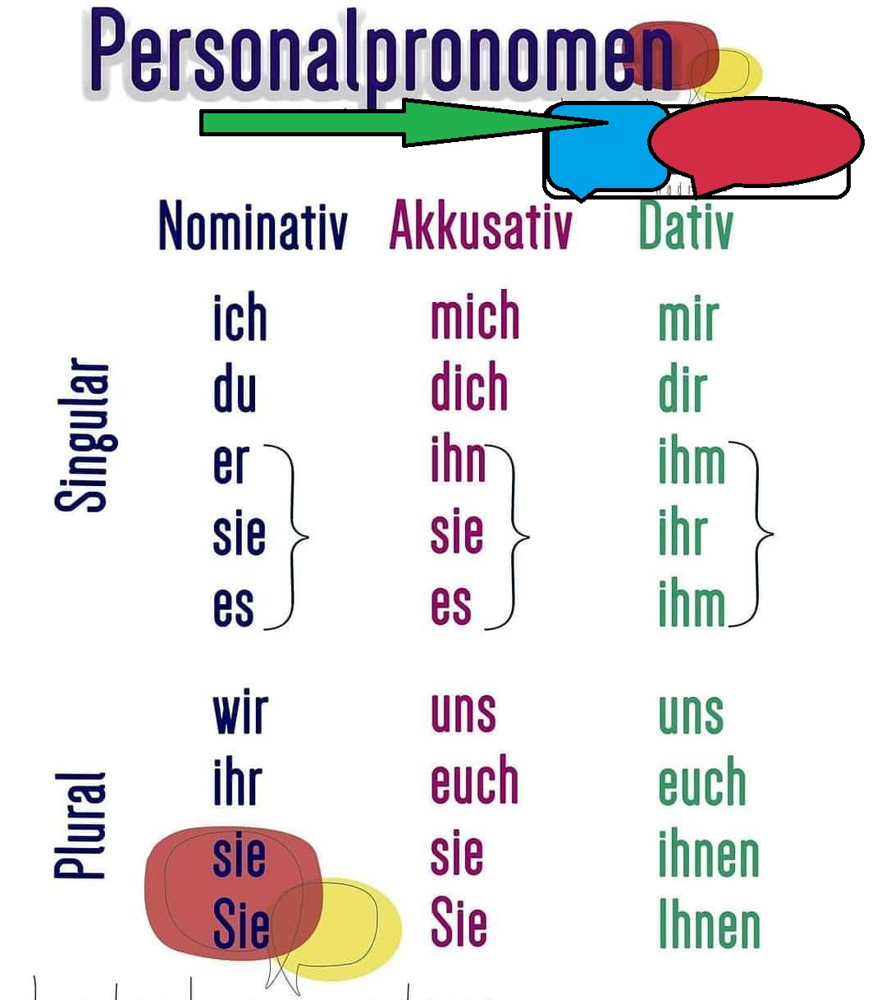 Personalpronomen
Nominativ Akkusativ Dativ
Singular
ich mich mir
du dich dir
er ihn ihm
sie sie ihr
es es ihm
Plural
wir uns uns
ihr euch euch
sie sie ihnen
Sie Sie Ihnen